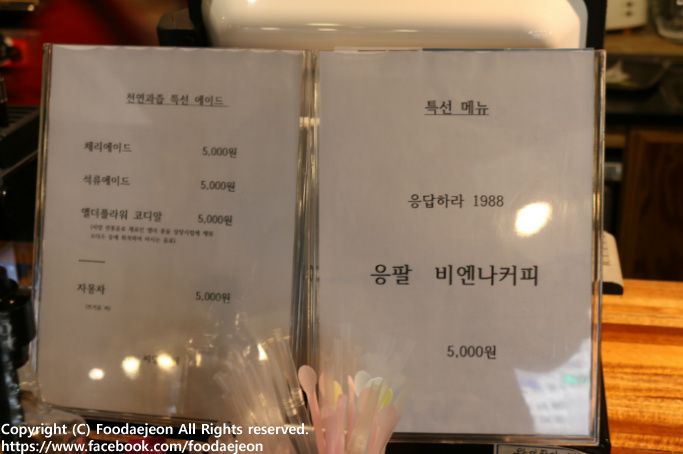 천연과즙 특선 에이드
체리에이드 5,000원
석류에이드 5,000원
엘더플라워 코디알 5,000원
자몽차 5,000원
특선 메뉴
응답하라 1988
응팔 비엔나커피
5,000원
Copyright (C) Foodaejeon All Rights reserved.
https://www.facebook.com/foodaejeon